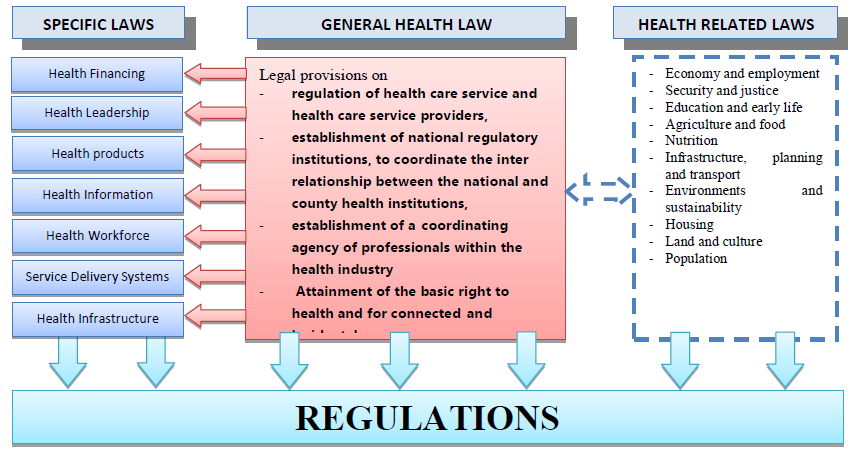 SPECIFIC LAWS
GENERAL HEALTH LAW
HEALTH RELATED LAWS
Health Financing
Health Leadership
Health products
Health Information
Health Workforce
Service Delivery Systems
Health Infrastructure
Legal provisions on
- regulation of health care service and
health care service providers,
- establishment of national regulatory
institutions, to coordinate the inter
relationship between the national and
county health institutions,
- establishment of a coordinating
agency of professionals within the
health industry
- Attainment of the basic right to
health and for connected and
- Economy and employment
- Security and justice
- Education and early life
- Agriculture and food
- Nutrition
- Infrastructure, planning
and transport
- Environments and
sustainability
- Housing
- Land and culture
- Population
REGULATIONS